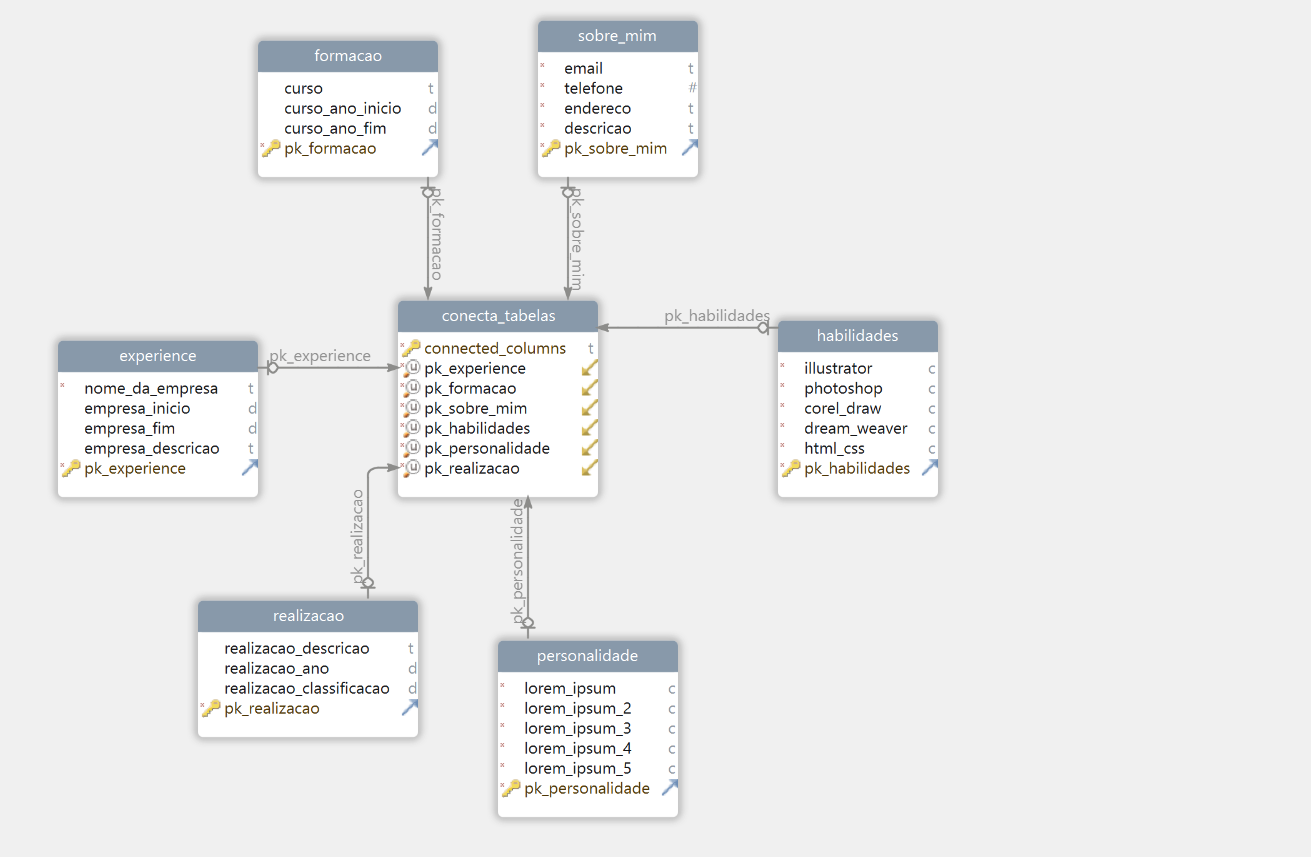 formacao
curso t
curso_ano_inicio d
curso_ano_fim d
pk_formacao
sobre_mim
email t
telefone #
endereco t
descricao t
pk_sobre_mim
pk_formacao
pk_sobre_mim
conecta_tabelas
connected_columns t
pk_experience
pk_formacao
pk_sobre_mim
pk_habilidades
pk_personalidade
pk_realizacao
pk_habilidades
habilidades
illustrator c
photoshop c
corel_draw c
dream_weaver c
html_css c
pk_habilidades
experience
nome_da_empresa t
empresa_inicio d
empresa_fim d
empresa_descricao t
pk_experience
pk_experience
pk_realizacao
pk_personalidade
realizacao
realizacao_descricao t
realizacao_ano d
realizacao_classificacao d
pk_realizacao
personalidade
lorem_ipsum c
lorem_ipsum_2 c
lorem_ipsum_3 c
lorem_ipsum_4 c
lorem_ipsum_5 c
pk_personalidade